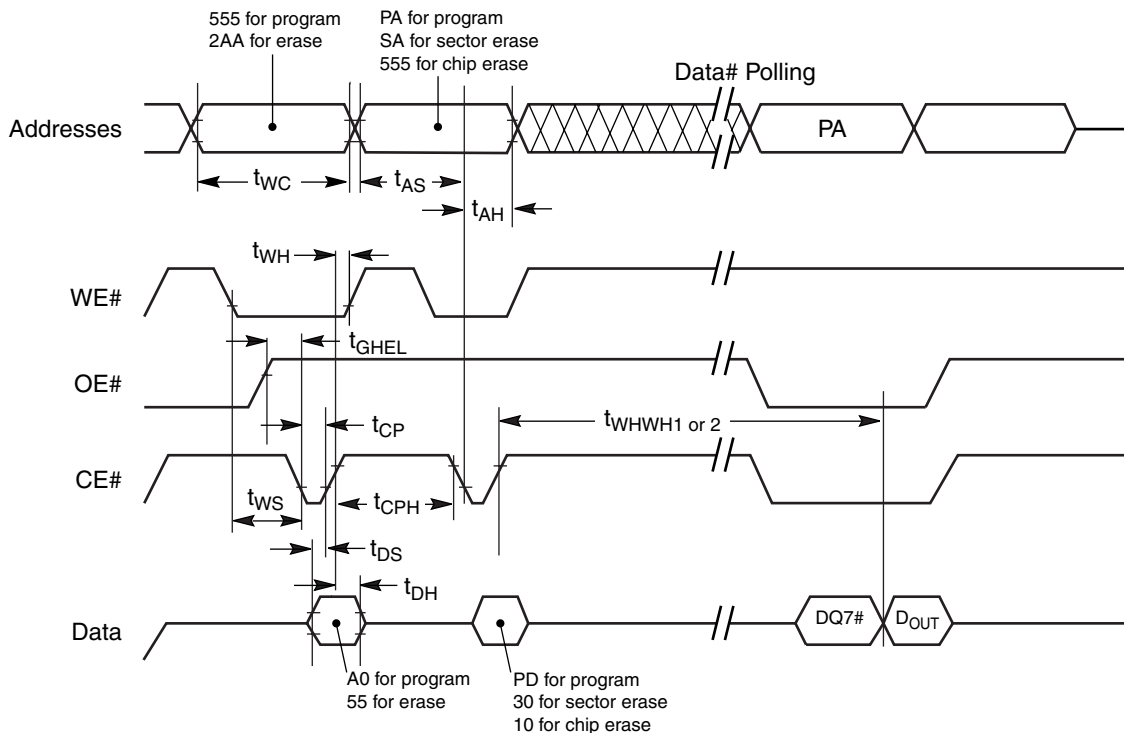 555 for program
2AA for erase
PA for program
SA for sector erase
555 for chip erase
Data# Polling
Addresses
PA
tWC
tAS
tAH
tWH
WE#
tGHEL
OE#
tWHWH1 or 2
tCP
CE#
tWS
tCPH
tDS
tDH
Data
DQ7#
DOUT
A0 for program
55 for erase
PD for program
30 for sector erase
10 for chip erase